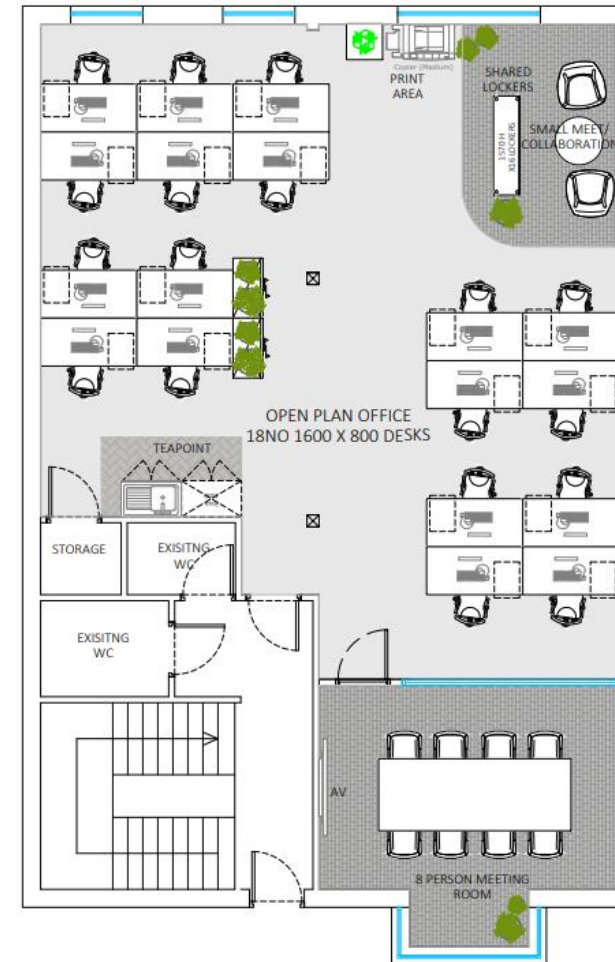 Copier (Medium)
PRINT
AREA
SHARED
LOCKERS
1570 H
X16 LOCKERS
SMALL MEET/
COLLABORATION
OPEN PLAN OFFICE
18NO 1600 X 800 DESKS
TEAPOINT
STORAGE
EXISITNG
WC
EXISITNG
WC
AV
8 PERSON MEETING
ROOM